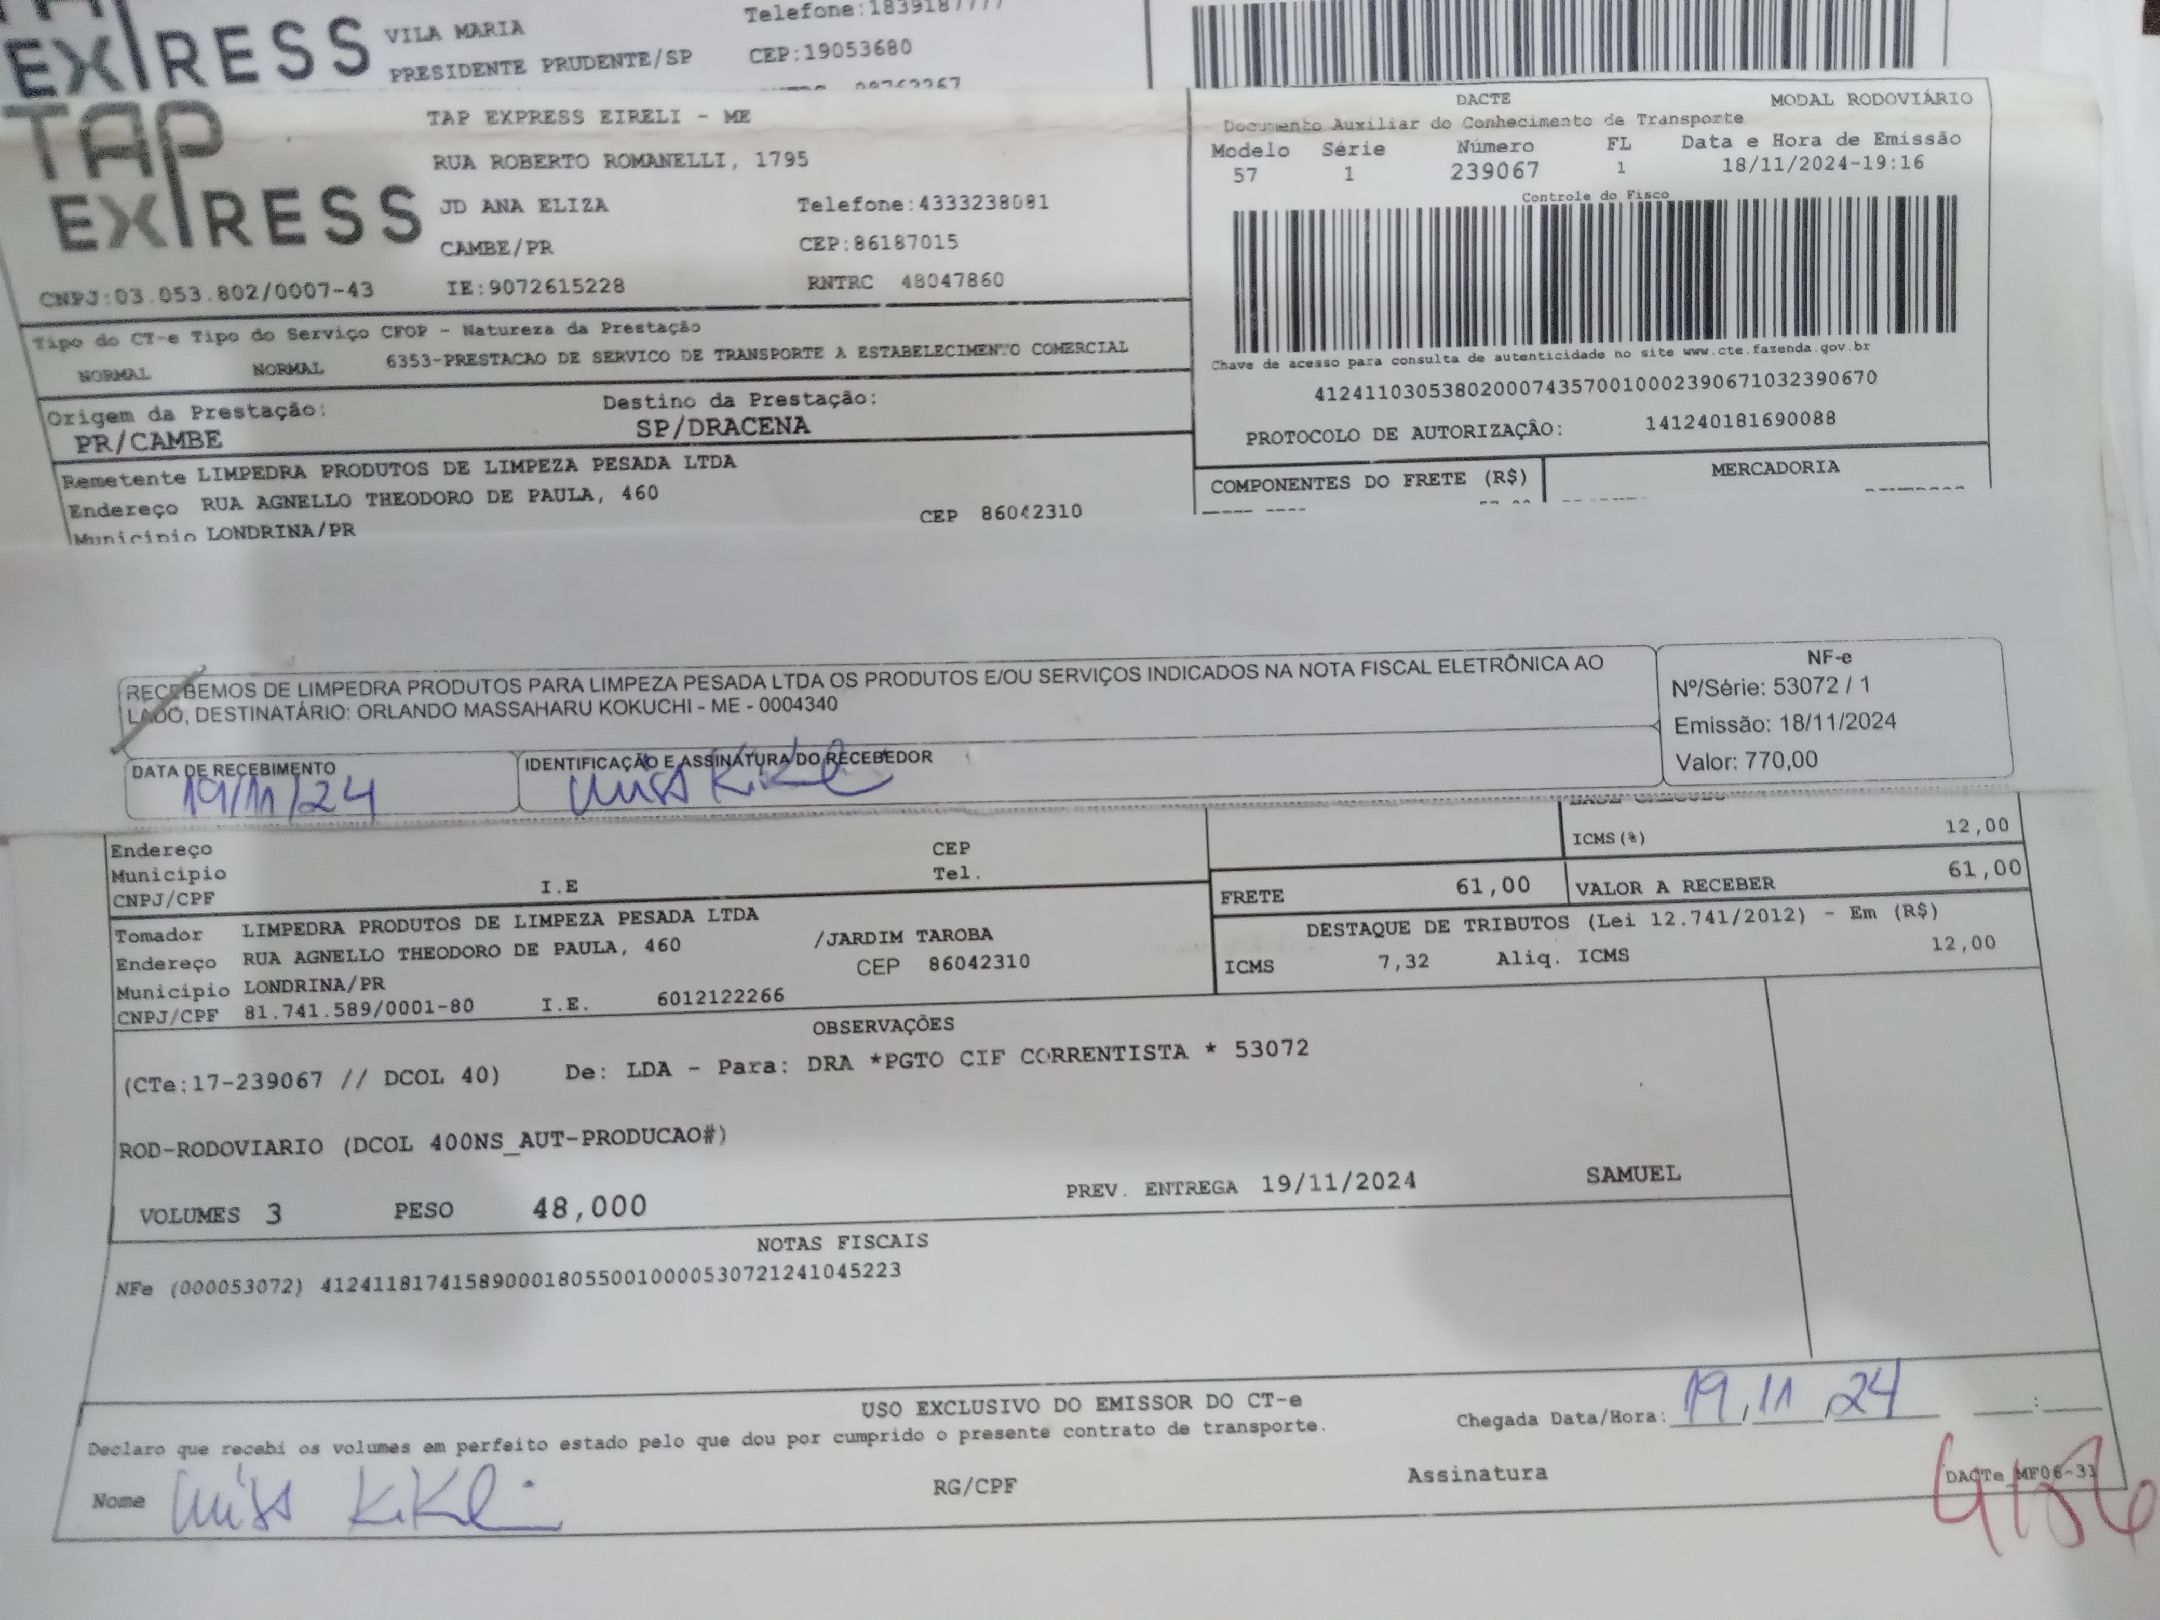 EXPRESS
VILA MARIA
PRESIDENTE PRUDENTE/SP
CEP:19053680
TAP EXPRESS
TAP EXPRESS EIRELI - ME
RUA ROBERTO ROMANELLI, 1795
JD ANA ELIZA Telefone:4333238081
CAMBE/PR CEP:86187015
CNPJ:03.053.802/0007-43 IE:9072615228 RNTRC 48047860
DACTE MODAL RODOVIÁRIO
Documento Auxiliar do Conhecimento de Transporte
Modelo Série Número FL Data e Hora de Emissão
57 1 239067 1 18/11/2024-19:16
Controle do Fisco
Chave de acesso para consulta de autenticidade no site www.cte.fazenda.gov.br
41241103053802000743570010002390671032390670
PROTOCOLO DE AUTORIZAÇÃO: 141240181690088
Tipo do CT-e Tipo do Serviço CFOP - Natureza da Prestação
NORMAL NORMAL 6353-PRESTACAO DE SERVICO DE TRANSPORTE A ESTABELECIMENTO COMERCIAL
Origem da Prestação: Destino da Prestação:
PR/CAMBE SP/DRACENA
Remetente LIMPEDRA PRODUTOS DE LIMPEZA PESADA LTDA
Endereço RUA AGNELLO THEODORO DE PAULA, 460
Município LONDRINA/PR CEP 86042310
COMPONENTES DO FRETE (R$) MERCADORIA
RECEBEMOS DE LIMPEDRA PRODUTOS PARA LIMPEZA PESADA LTDA OS PRODUTOS E/OU SERVIÇOS INDICADOS NA NOTA FISCAL ELETRÔNICA AO
LADO, DESTINATÁRIO: ORLANDO MASSAHARU KOKUCHI - ME - 0004340
DATA DE RECEBIMENTO IDENTIFICAÇÃO E ASSINATURA DO RECEBEDOR
19/11/24
NF-e
Nº/Série: 53072 / 1
Emissão: 18/11/2024
Valor: 770,00
Endereço CEP
Município Tel.
CNPJ/CPF I.E
ICMS(%) 12,00
FRETE 61,00 VALOR A RECEBER 61,00
Tomador LIMPEDRA PRODUTOS DE LIMPEZA PESADA LTDA
Endereço RUA AGNELLO THEODORO DE PAULA, 460 /JARDIM TAROBA
Município LONDRINA/PR CEP 86042310
CNPJ/CPF 81.741.589/0001-80 I.E. 6012122266
DESTAQUE DE TRIBUTOS (Lei 12.741/2012) - Em (R$)
ICMS 7,32 Aliq. ICMS 12,00
OBSERVAÇÕES
(CTe:17-239067 // DCOL 40) De: LDA - Para: DRA *PGTO CIF CORRENTISTA * 53072
ROD-RODOVIARIO (DCOL 400NS_AUT-PRODUCAO#)
VOLUMES 3 PESO 48,000 PREV. ENTREGA 19/11/2024 SAMUEL
NOTAS FISCAIS
NFe (000053072) 41241181741589000180550010000530721241045223
USO EXCLUSIVO DO EMISSOR DO CT-e
Declaro que recebi os volumes em perfeito estado pelo que dou por cumprido o presente contrato de transporte.
Chegada Data/Hora: 19,11,24 :
Nome RG/CPF Assinatura DACTe_MF06-31